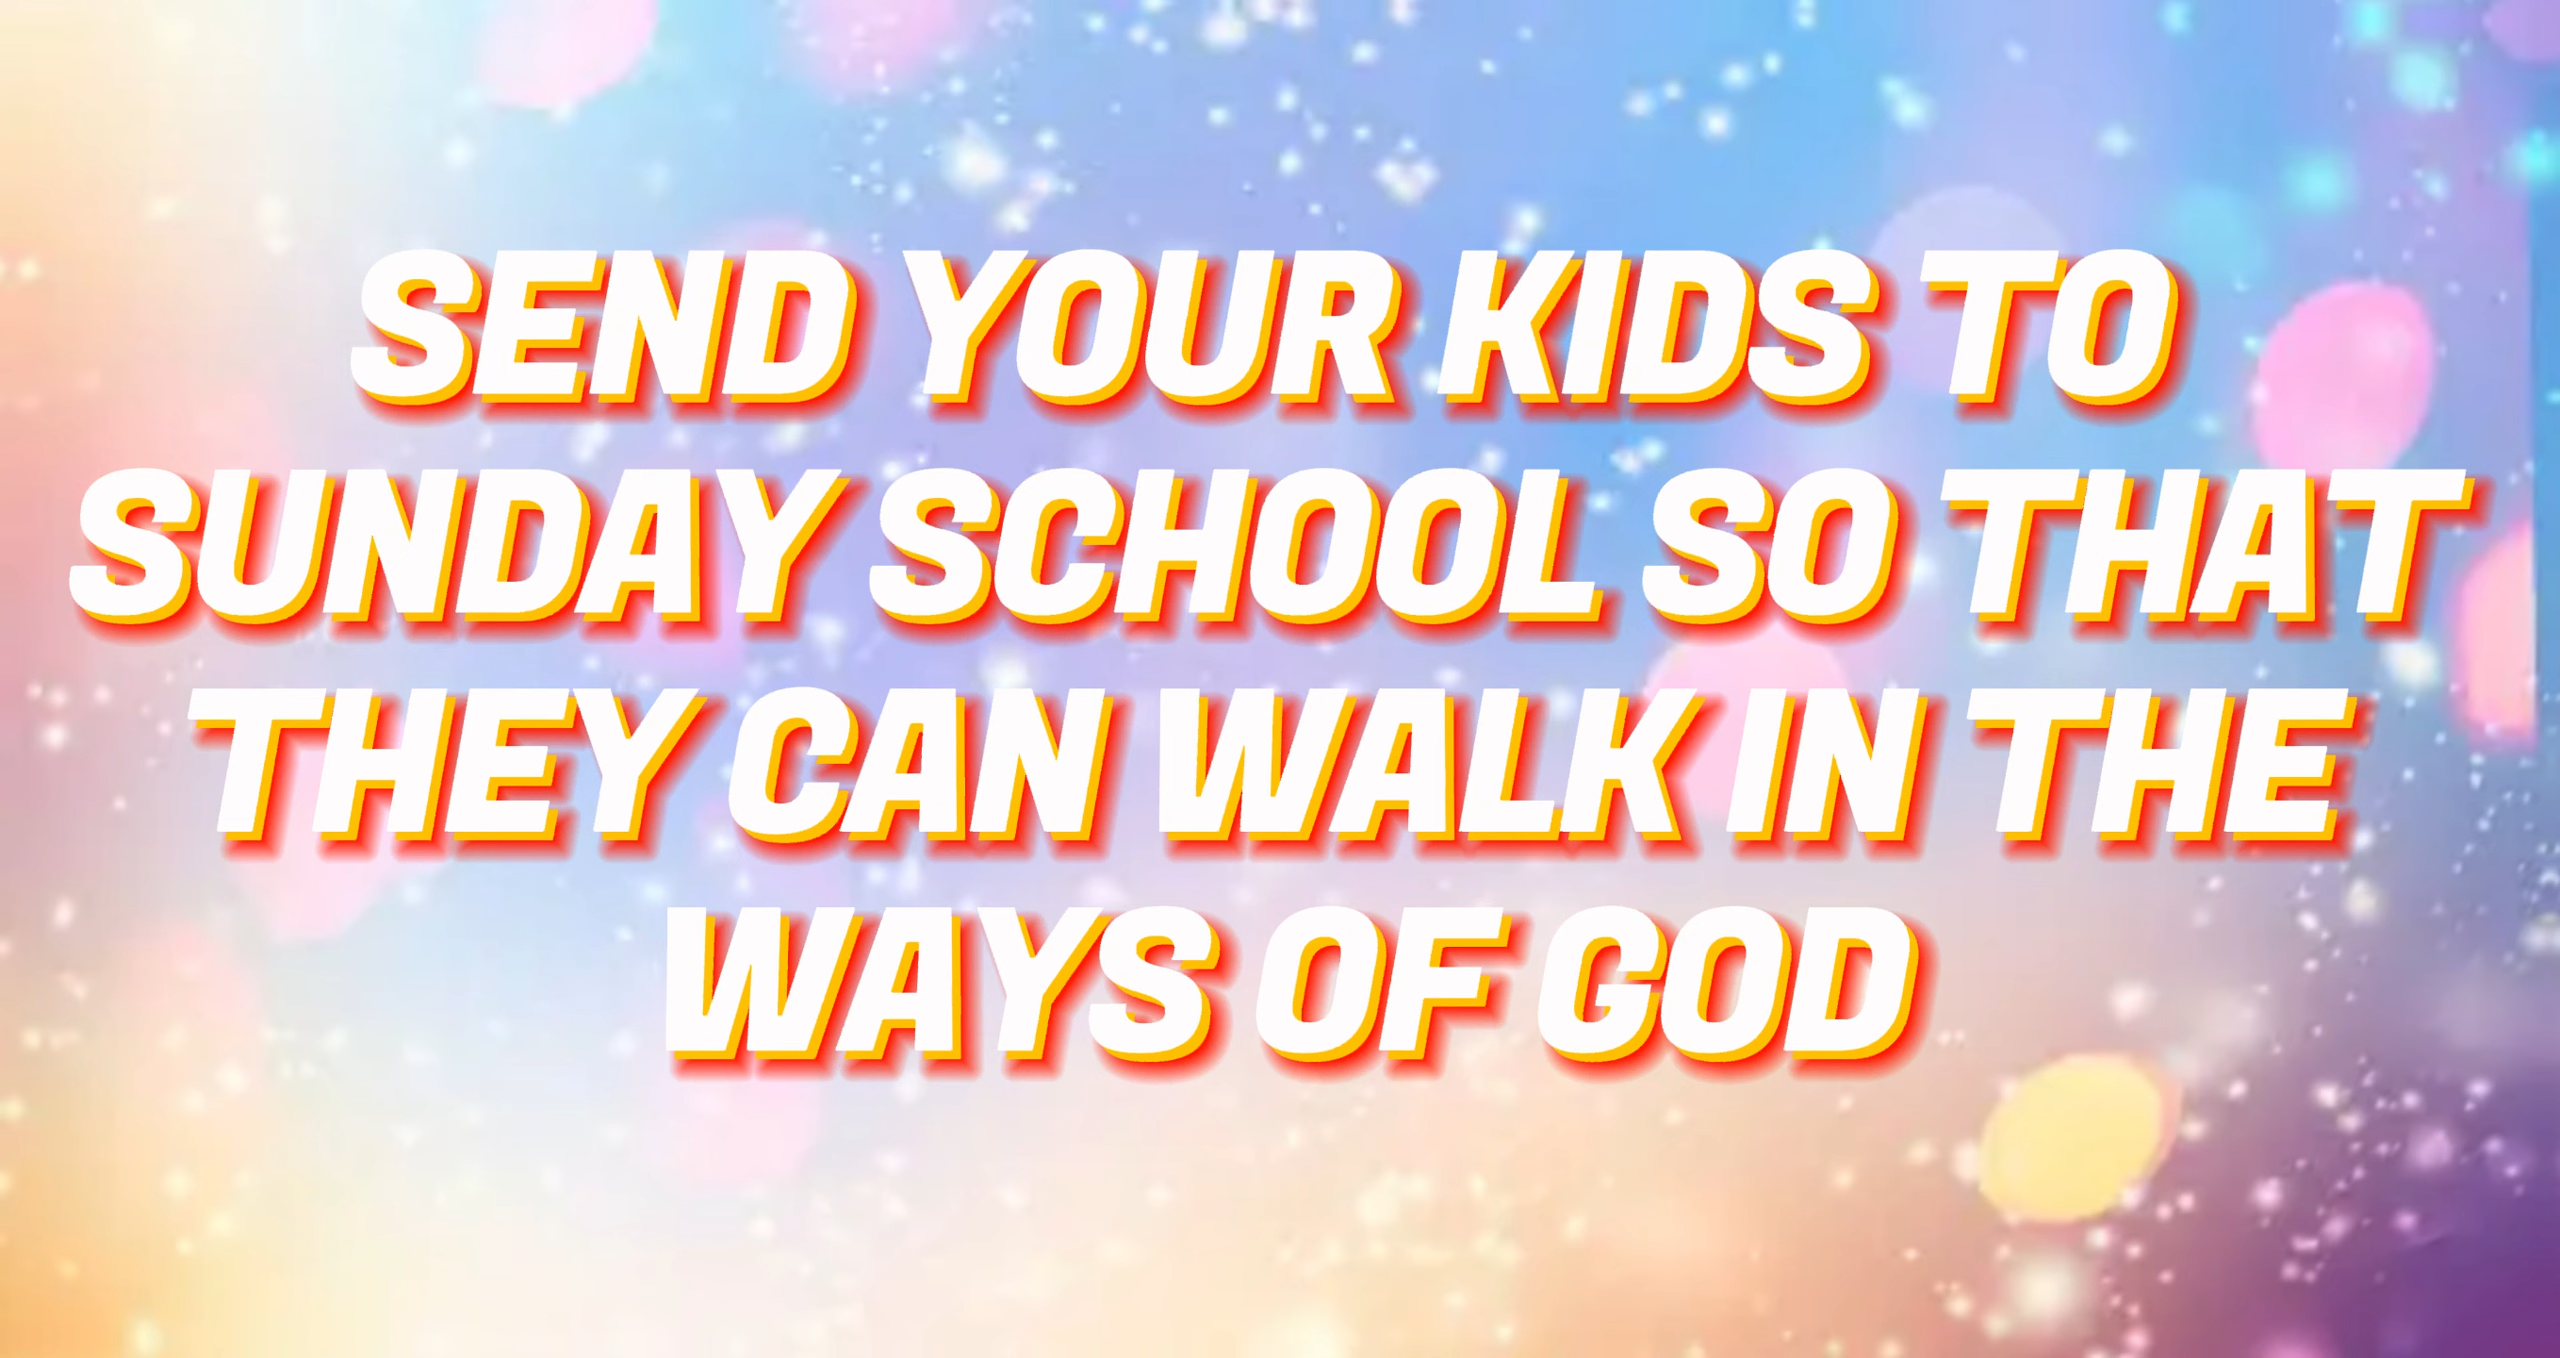 SEND YOUR KIDS TO
SUNDAY SCHOOL SO THAT
THEY CAN WALK IN THE
WAYS OF GOD